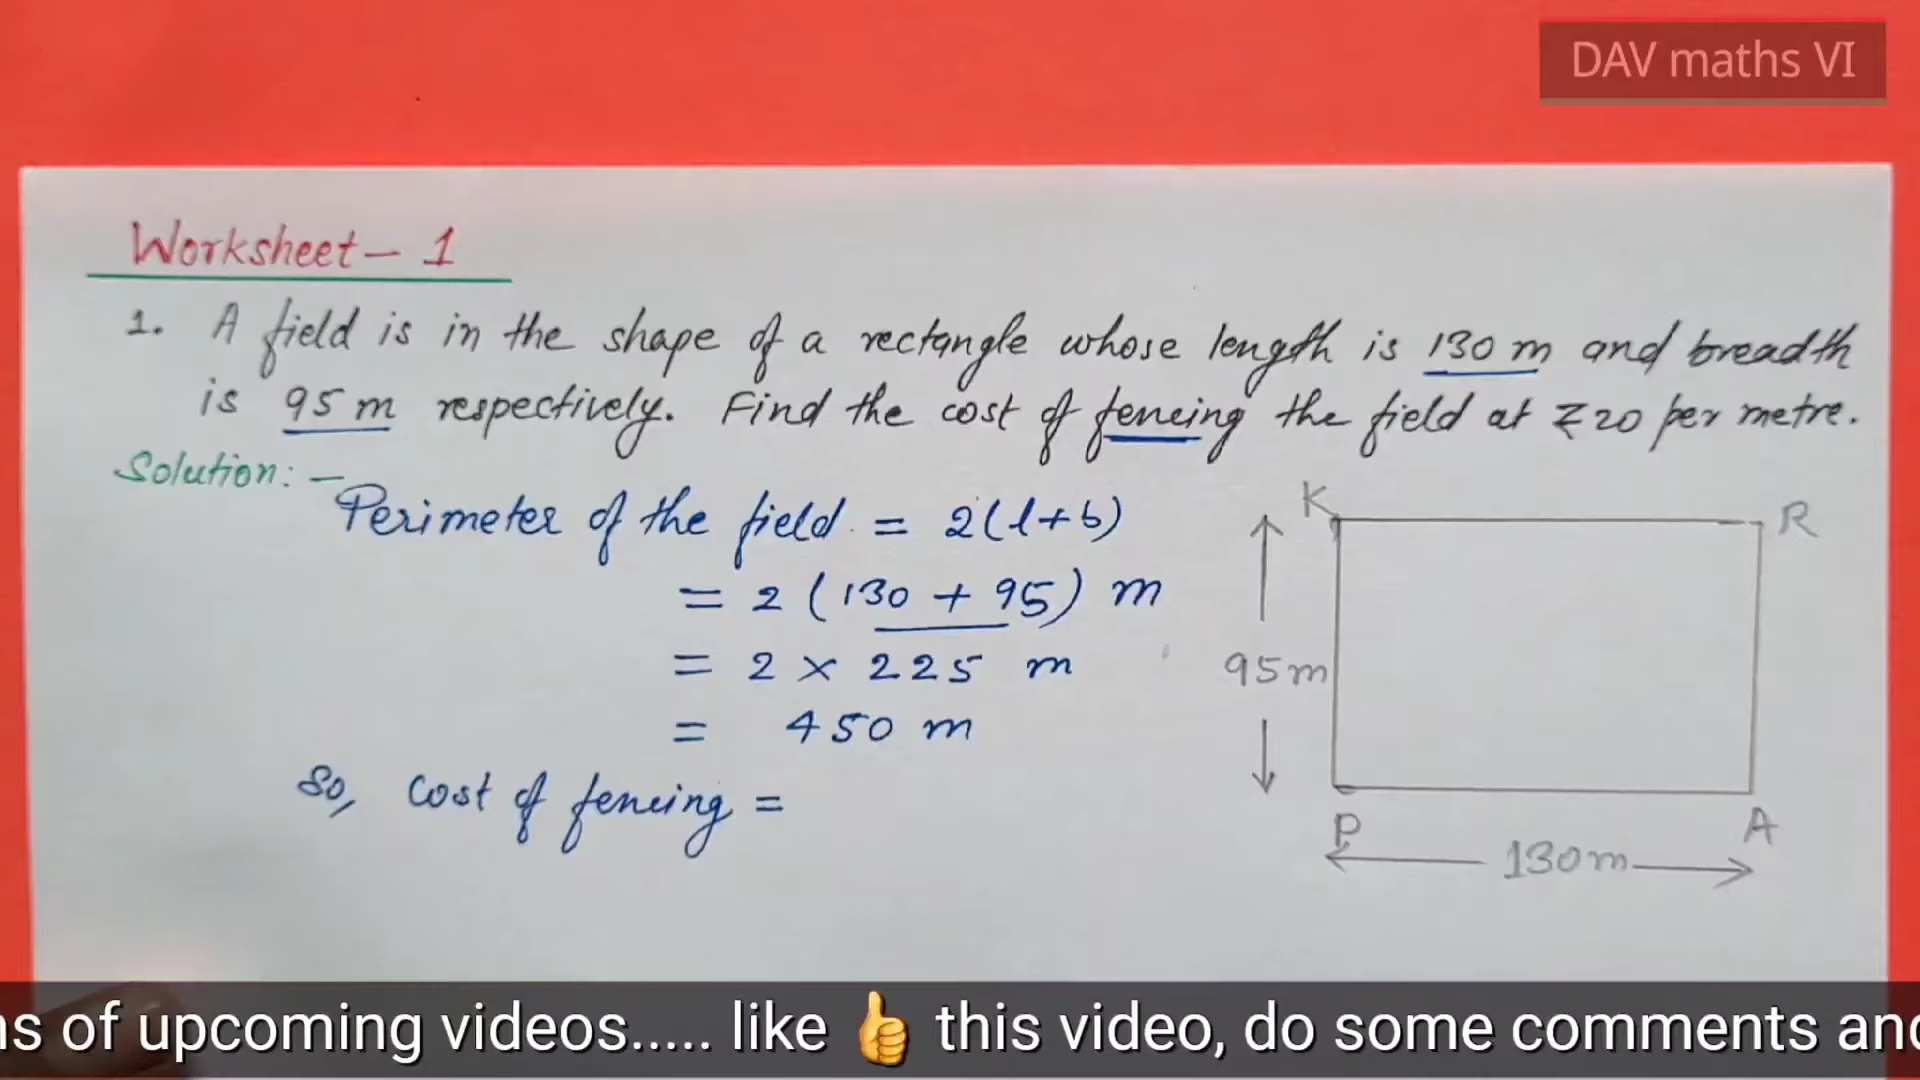 DAV maths VI
Worksheet - 1
1. A field is in the shape of a rectangle whose length is 130 m and breadth
is 95 m respectively. Find the cost of fencing the field at ₹20 per metre.
Solution: -
Perimeter of the field = 2(l+b)
= 2 (130 + 95) m
= 2 × 225 m
= 450 m
So, Cost of fencing =
K
R
95m
P
A
130m
of upcoming videos..... like 👍 this video, do some comments